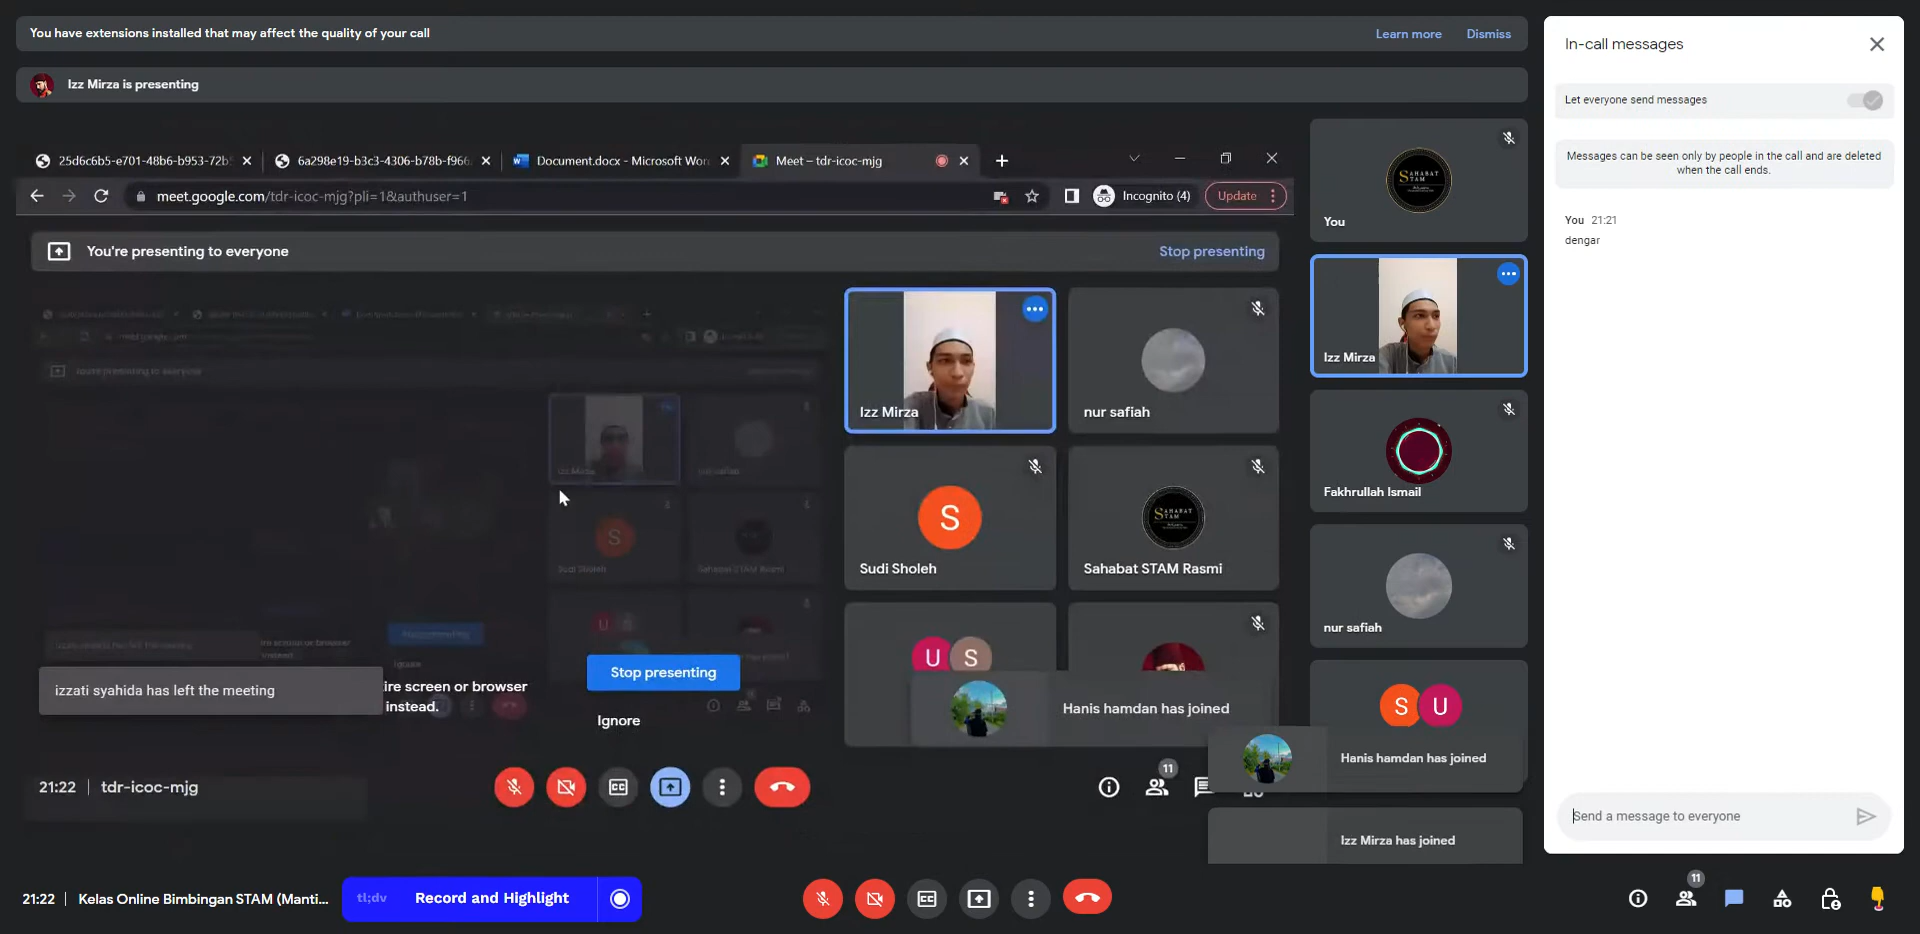 You have extensions installed that may affect the quality of your call
Learn more
Dismiss
Izz Mirza is presenting
25d6c6b5-e701-48b6-b953-72b
6a298e19-b3c3-4306-b78b-f966
Document.docx - Microsoft Wor
Meet – tdr-icoc-mjg
meet.google.com/tdr-icoc-mjg?pli=1&authuser=1
Incognito (4)
Update
You're presenting to everyone
Stop presenting
Izz Mirza
nur safiah
Sudi Sholeh
S
SAHABAT STAM
Sahabat STAM Rasmi
U S
Hanis hamdan has joined
izzati syahida has left the meeting
ire screen or browser
instead.
Stop presenting
Ignore
21:22 | tdr-icoc-mjg
11
SAHABAT STAM
You
Izz Mirza
Fakhrullah Ismail
nur safiah
S U
Hanis hamdan has joined
Izz Mirza has joined
In-call messages
Let everyone send messages
Messages can be seen only by people in the call and are deleted
when the call ends.
You 21:21
dengar
Send a message to everyone
21:22 | Kelas Online Bimbingan STAM (Manti...
tl;dv Record and Highlight
11